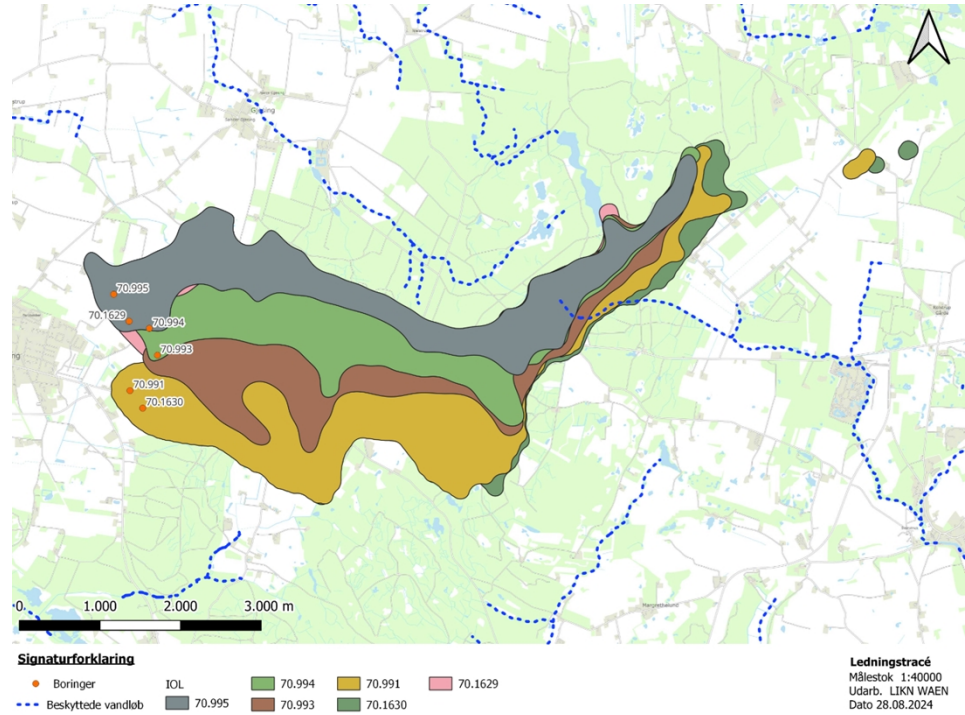 Gjesing
70.995
70.1629
70.994
70.993
70.991
70.1630
0. 1.000 2.000 3.000 m
Signaturforklaring
Boringer
Beskyttede vandløb
IOL
70.995
70.994
70.993
70.991
70.1630
70.1629
Ledningstracé
Målestok 1:40000
Udarb. LIKN WAEN
Dato 28.08.2024